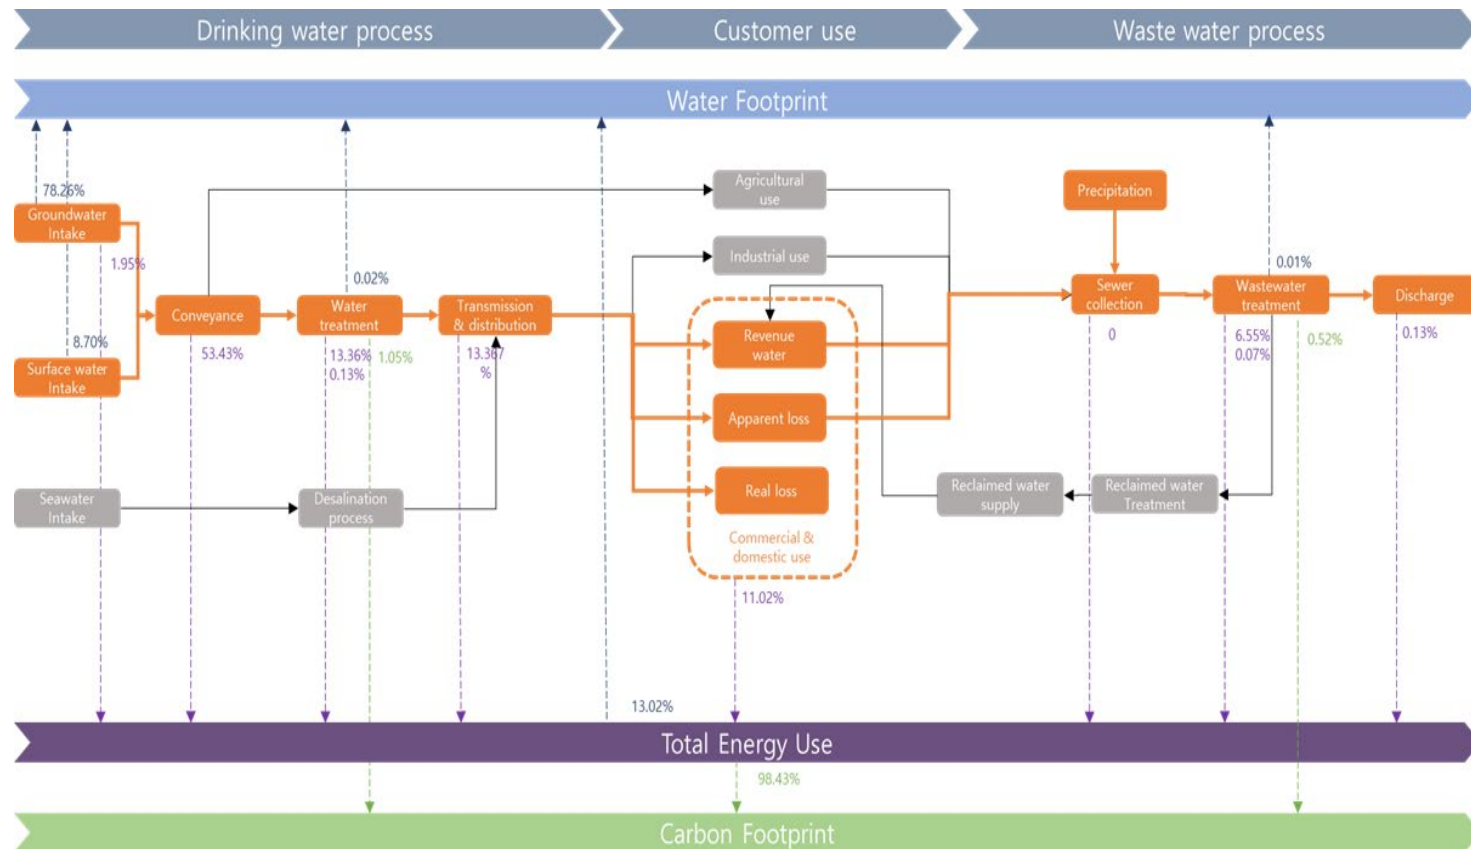 Drinking water process
Customer use
Waste water process
Water Footprint
78.26%
Groundwater
Intake
1.95%
8.70%
Surface water
Intake
Seawater
Intake
Conveyance
53.43%
0.02%
Water
treatment
13.36%
0.13%
1.05%
Desalination
process
Transmission
& distribution
13.367
%
Agricultural
use
Industrial use
Revenue
water
Apparent loss
Real loss
Commercial &
domestic use
11.02%
13.02%
Precipitation
Sewer
collection
0
0.01%
Wastewater
treatment
6.55%
0.07%
0.52%
Discharge
0.13%
Reclaimed water
supply
Reclaimed water
Treatment
Total Energy Use
98.43%
Carbon Footprint